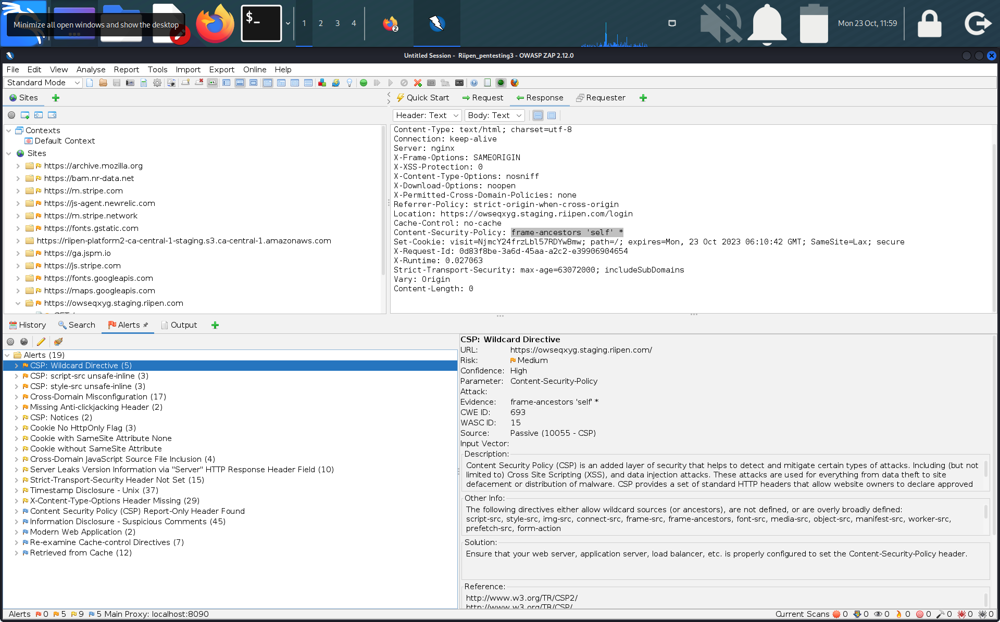 Minimize all open windows and show the desktop
$_
1
2
3
4
2
Mon 23 Oct, 11:59
Untitled Session - Riipen_pentesting3 - OWASP ZAP 2.12.0
File Edit View Analyse Report Tools Import Export Online Help
Standard Mode
Sites
Quick Start
Request
Response
Requester
Header: Text
Body: Text
Contexts
Default Context
Sites
https://archive.mozilla.org
https://bam.nr-data.net
https://m.stripe.com
https://js-agent.newrelic.com
https://m.stripe.network
https://fonts.gstatic.com
https://riipen-platform2-ca-central-1-staging.s3.ca-central-1.amazonaws.com
https://ga.jspm.io
https://js.stripe.com
https://fonts.googleapis.com
https://maps.googleapis.com
https://owseqxyg.staging.riipen.com
Content-Type: text/html; charset=utf-8
Connection: keep-alive
Server: nginx
X-Frame-Options: SAMEORIGIN
X-XSS-Protection: 0
X-Content-Type-Options: nosniff
X-Download-Options: noopen
X-Permitted-Cross-Domain-Policies: none
Referrer-Policy: strict-origin-when-cross-origin
Location: https://owseqxyg.staging.riipen.com/login
Cache-Control: no-cache
Content-Security-Policy: frame-ancestors 'self' *
Set-Cookie: visit=NjmcY24frzLbl57RDYwBmw; path=/; expires=Mon, 23 Oct 2023 06:10:42 GMT; SameSite=Lax; secure
X-Request-Id: 0d83f8be-3a6d-45aa-a2c2-e39906904654
X-Runtime: 0.027063
Strict-Transport-Security: max-age=63072000; includeSubDomains
Vary: Origin
Content-Length: 0
History
Search
Alerts
Output
Alerts (19)
CSP: Wildcard Directive (5)
CSP: script-src unsafe-inline (3)
CSP: style-src unsafe-inline (3)
Cross-Domain Misconfiguration (17)
Missing Anti-clickjacking Header (2)
CSP: Notices (2)
Cookie No HttpOnly Flag (3)
Cookie with SameSite Attribute None
Cookie without SameSite Attribute
Cross-Domain JavaScript Source File Inclusion (4)
Server Leaks Version Information via "Server" HTTP Response Header Field (10)
Strict-Transport-Security Header Not Set (15)
Timestamp Disclosure - Unix (37)
X-Content-Type-Options Header Missing (29)
Content Security Policy (CSP) Report-Only Header Found
Information Disclosure - Suspicious Comments (45)
Modern Web Application (2)
Re-examine Cache-control Directives (7)
Retrieved from Cache (12)
CSP: Wildcard Directive
URL: https://owseqxyg.staging.riipen.com/
Risk: Medium
Confidence: High
Parameter: Content-Security-Policy
Attack:
Evidence: frame-ancestors 'self' *
CWE ID: 693
WASC ID: 15
Source: Passive (10055 - CSP)
Input Vector:
Description:
Content Security Policy (CSP) is an added layer of security that helps to detect and mitigate certain types of attacks. Including (but not
limited to) Cross Site Scripting (XSS), and data injection attacks. These attacks are used for everything from data theft to site
defacement or distribution of malware. CSP provides a set of standard HTTP headers that allow website owners to declare approved
Other Info:
The following directives either allow wildcard sources (or ancestors), are not defined, or are overly broadly defined:
script-src, style-src, img-src, connect-src, frame-src, frame-ancestors, font-src, media-src, object-src, manifest-src, worker-src,
prefetch-src, form-action
Solution:
Ensure that your web server, application server, load balancer, etc. is properly configured to set the Content-Security-Policy header.
Reference:
http://www.w3.org/TR/CSP2/
http://www.w3.org/TR/CSP/
Alerts 0 5 9 5 Main Proxy: localhost:8090
Current Scans 0 0 0 0 0 0 0 0